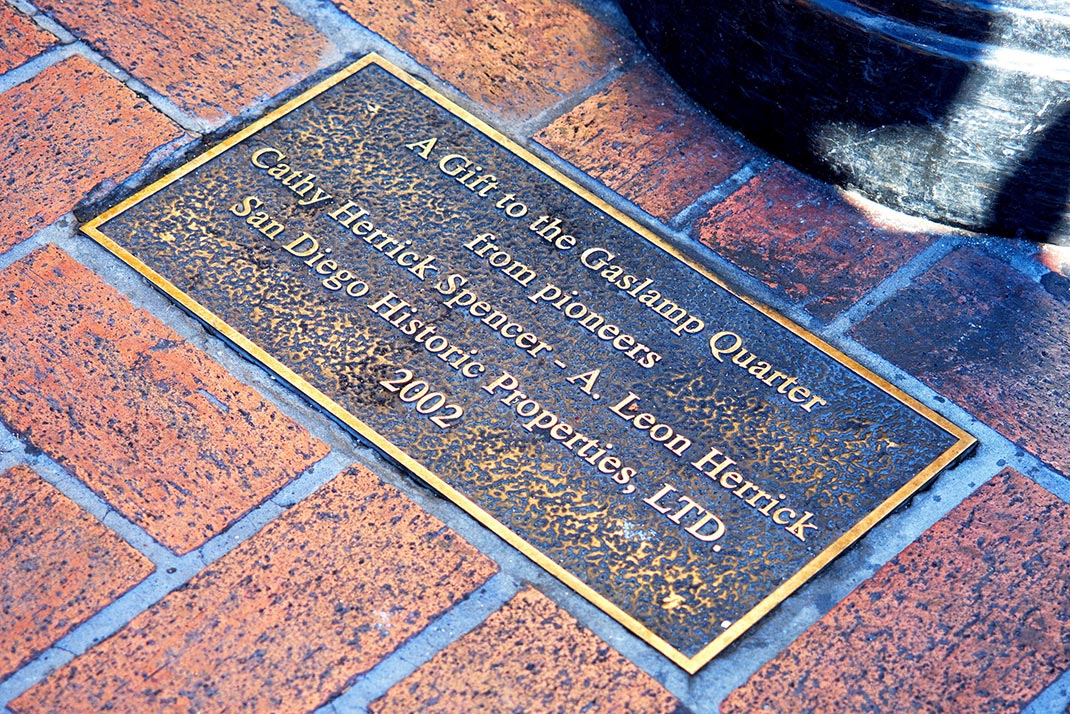 A Gift to the Gaslamp Quarter
from pioneers
Cathy Herrick Spencer - A. Leon Herrick
San Diego Historic Properties, LTD.
2002